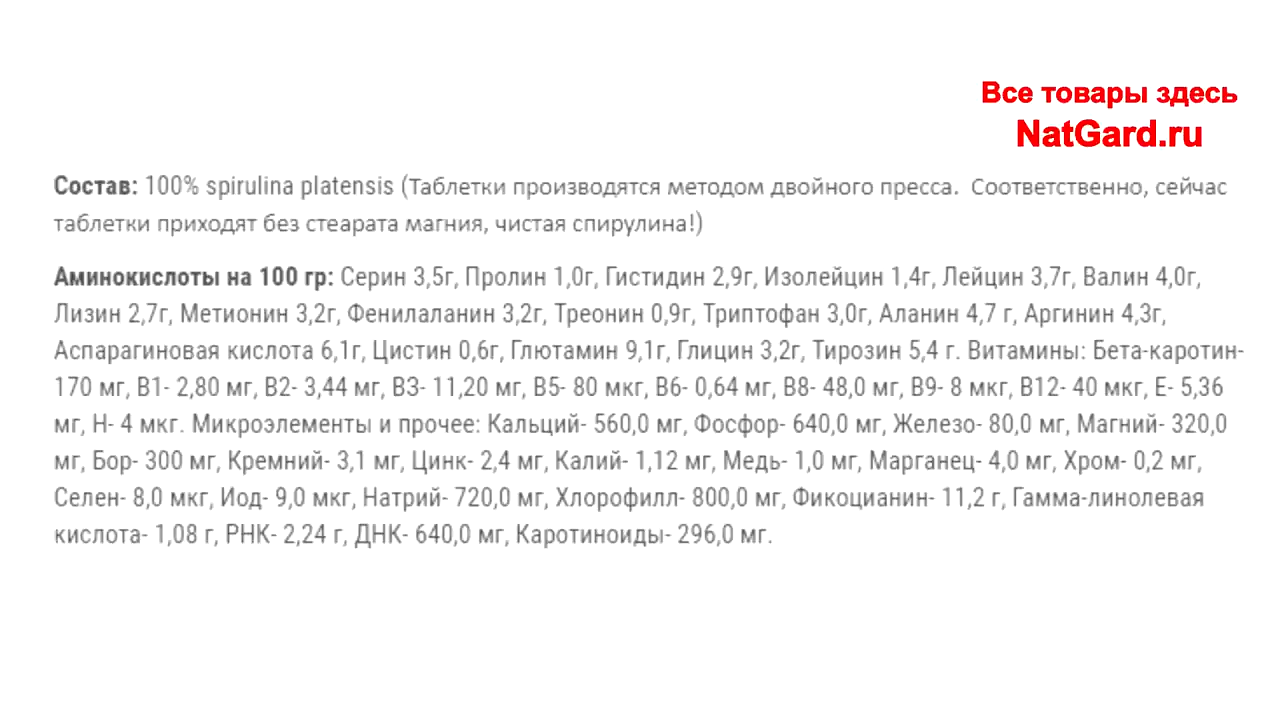 Все товары здесь
NatGard.ru
Состав: 100% spirulina platensis (Таблетки производятся методом двойного пресса. Соответственно, сейчас
таблетки приходят без стеарата магния, чистая спирулина!)
Аминокислоты на 100 гр: Серин 3,5г, Пролин 1,0г, Гистидин 2,9г, Изолейцин 1,4г, Лейцин 3,7г, Валин 4,0г,
Лизин 2,7г, Метионин 3,2г, Фенилаланин 3,2г, Треонин 0,9г, Триптофан 3,0г, Аланин 4,7 г, Аргинин 4,3г,
Аспарагиновая кислота 6,1г, Цистин 0,6г, Глютамин 9,1г, Глицин 3,2г, Тирозин 5,4 г. Витамины: Бета-каротин-
170 мг, В1- 2,80 мг, В2- 3,44 мг, В3- 11,20 мг, В5- 80 мкг, В6- 0,64 мг, В8- 48,0 мг, В9- 8 мкг, В12- 40 мкг, Е- 5,36
мг, Н- 4 мкг. Микроэлементы и прочее: Кальций- 560,0 мг, Фосфор- 640,0 мг, Железо- 80,0 мг, Магний- 320,0
мг, Бор- 300 мг, Кремний- 3,1 мг, Цинк- 2,4 мг, Калий- 1,12 мг, Медь- 1,0 мг, Марганец- 4,0 мг, Хром- 0,2 мг,
Селен- 8,0 мкг, Иод- 9,0 мкг, Натрий- 720,0 мг, Хлорофилл- 800,0 мг, Фикоцианин- 11,2 г, Гамма-линолевая
кислота- 1,08 г, РНК- 2,24 г, ДНК- 640,0 мг, Каротиноиды- 296,0 мг.